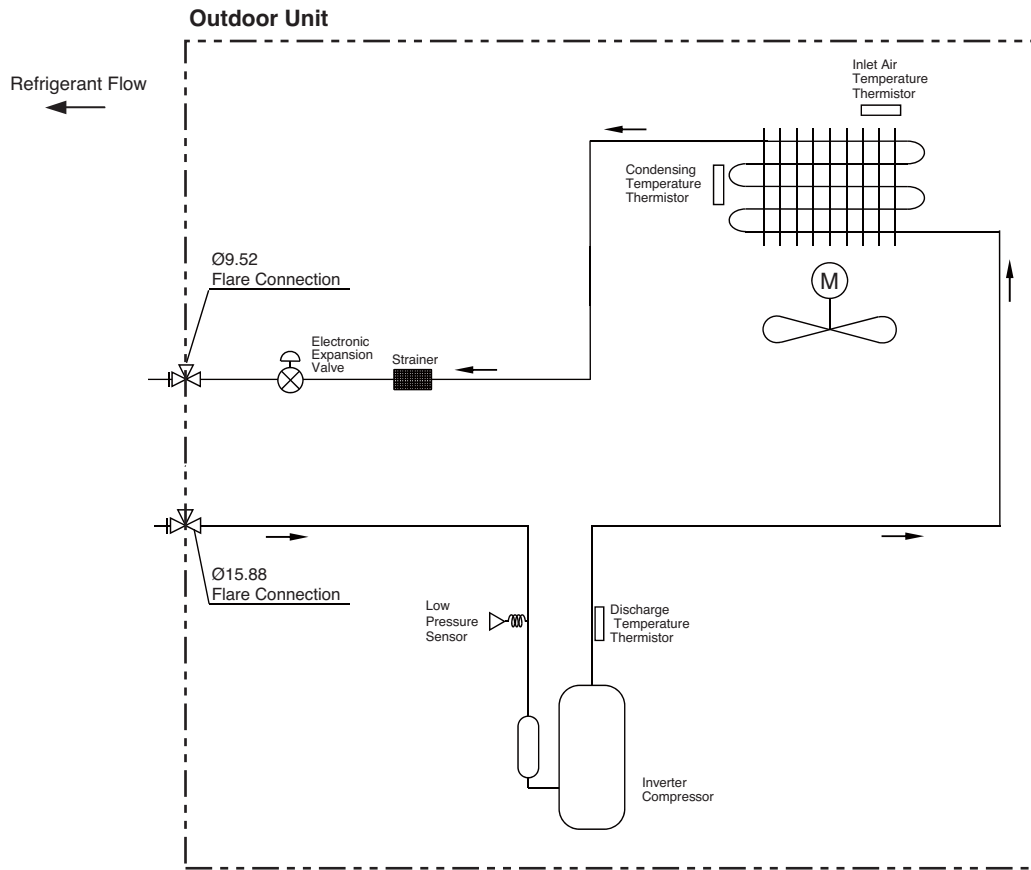 Outdoor Unit
Refrigerant Flow
Inlet Air
Temperature
Thermistor
Condensing
Temperature
Thermistor
M
Ø9.52
Flare Connection
Electronic
Expansion
Valve
Strainer
Ø15.88
Flare Connection
Low
Pressure
Sensor
Discharge
Temperature
Thermistor
Inverter
Compressor